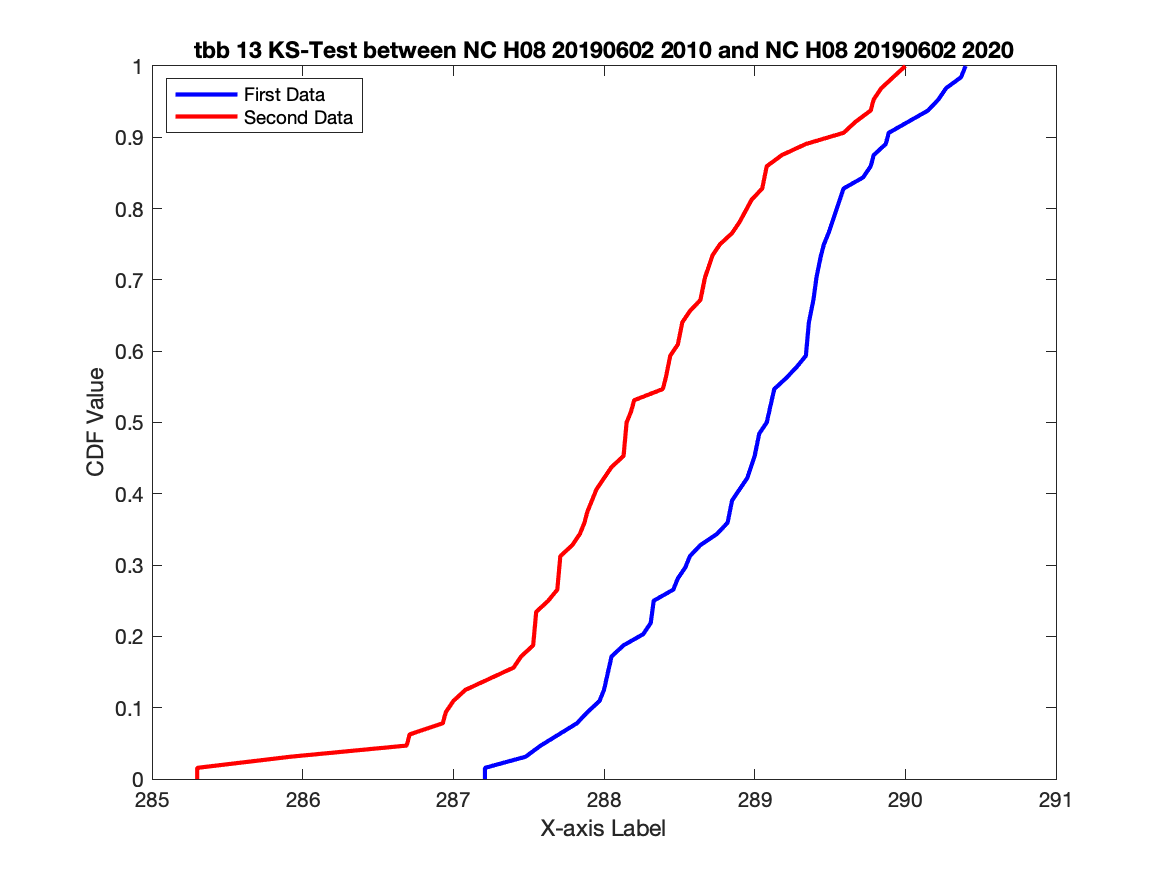 tbb 13 KS-Test between NC H08 20190602 2010 and NC H08 20190602 2020
First Data
Second Data
1
0.9
0.8
0.7
0.6
0.5
0.4
0.3
0.2
0.1
0
CDF Value
285 286 287 288 289 290 291
X-axis Label